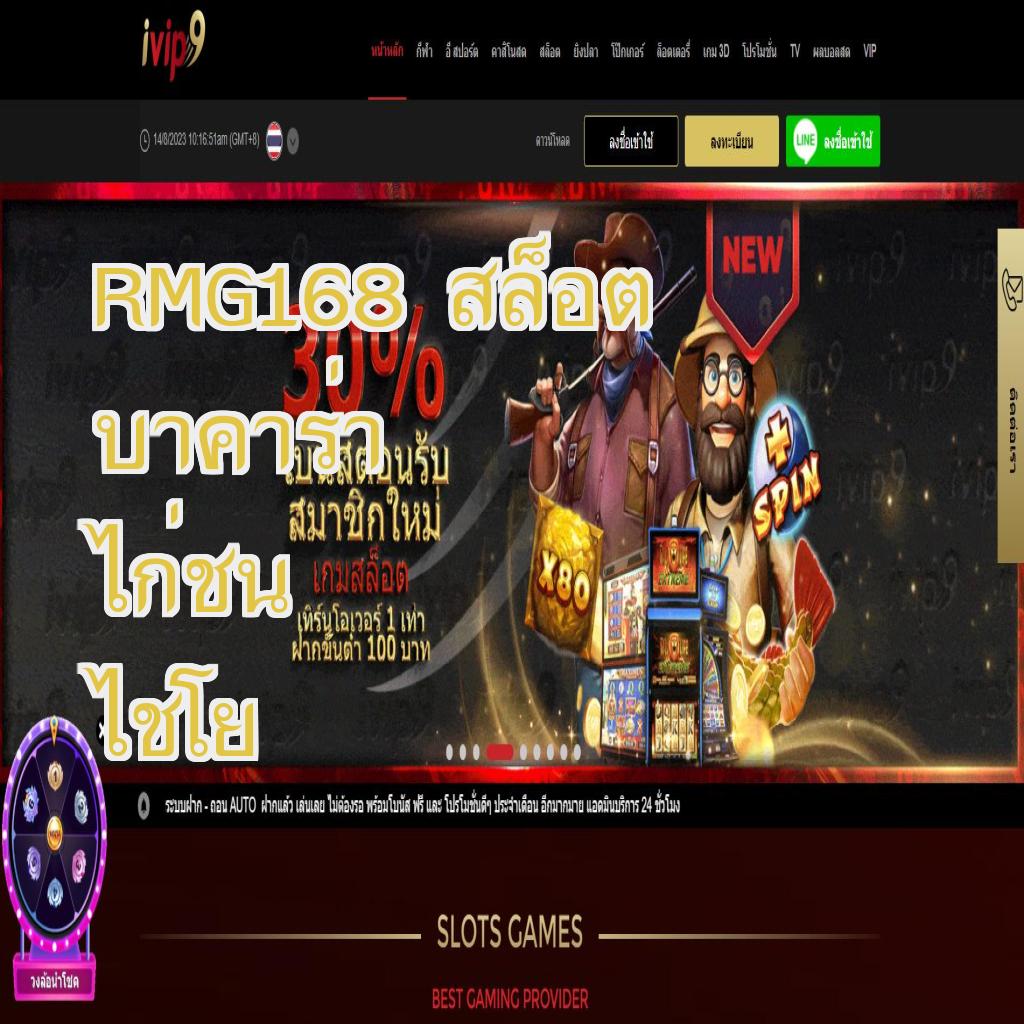 ivip9
หน้าหลัก กีฬา อี สปอร์ต คาสิโนสด สล็อต ยิงปลา โป๊กเกอร์ ล็อตเตอรี่ เกม 3D โปรโมชั่น TV ผลบอลสด VIP
14/8/2023 10:16:51am (GMT+8)
ดาวน์โหลด ลงชื่อเข้าใช้ ลงทะเบียน LINE ลงชื่อเข้าใช้
NEW
RMG168 สล็อต
30%
บาคาร่า
โบนัสต้อนรับ
สมาชิกใหม่
ไก่ชน
เกมสล็อต
เทิร์นโอเวอร์ 1 เท่า
ฝากขั้นต่ำ 100 บาท
ไชโย
+
SPIN
X80
EXTREME
ติดต่อเรา
ระบบฝาก - ถอน AUTO ฝากแล้ว เล่นเลย ไม่ต้องรอ พร้อมโบนัส ฟรี และ โปรโมชั่นดีๆ ประจำเดือน อีกมากมาย แอดมินบริการ 24 ชั่วโมง
วงล้อนำโชค
SLOTS GAMES
BEST GAMING PROVIDER